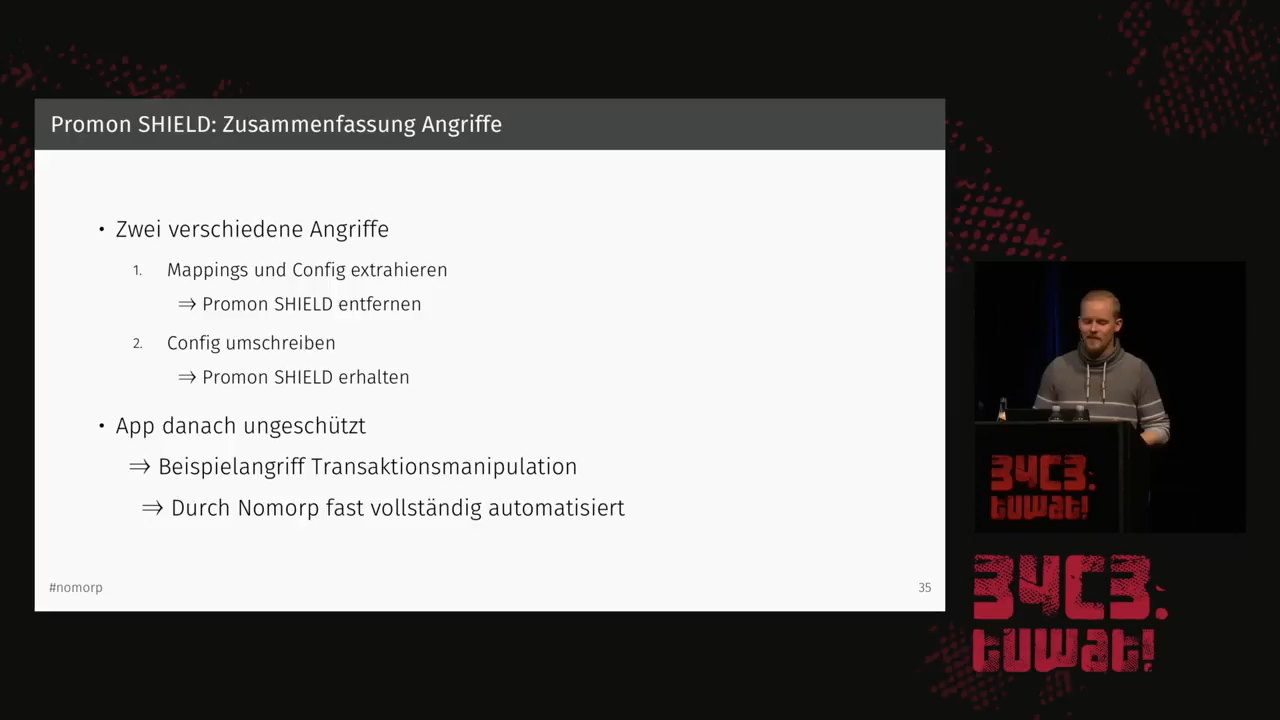 Promon SHIELD: Zusammenfassung Angriffe
• Zwei verschiedene Angriffe
1. Mappings und Config extrahieren
⇒ Promon SHIELD entfernen
2. Config umschreiben
⇒ Promon SHIELD erhalten
• App danach ungeschützt
⇒ Beispielangriff Transaktionsmanipulation
⇒ Durch Nomorp fast vollständig automatisiert
#nomorp
35
34C3.
tuwat!
34C3.
tuwat!